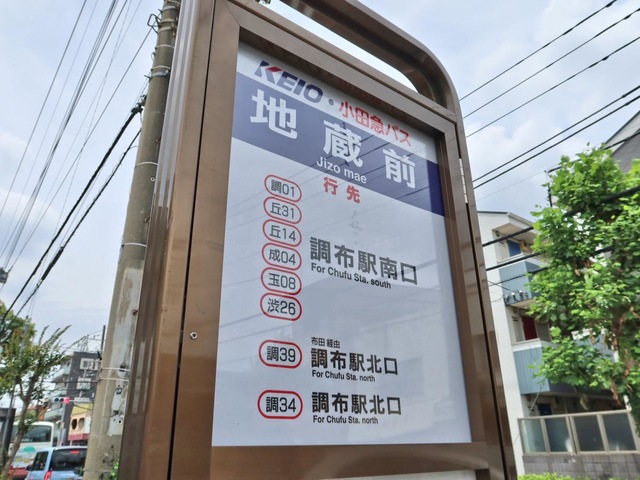 KEIO・小田急バス
地蔵前
Jizo mae
行先
調01
丘31
丘14
成04
玉08
渋26
調布駅南口
For Chufu Sta. south
布田 経由
調39 調布駅北口
For Chufu Sta. north
調34 調布駅北口
For Chufu Sta. north